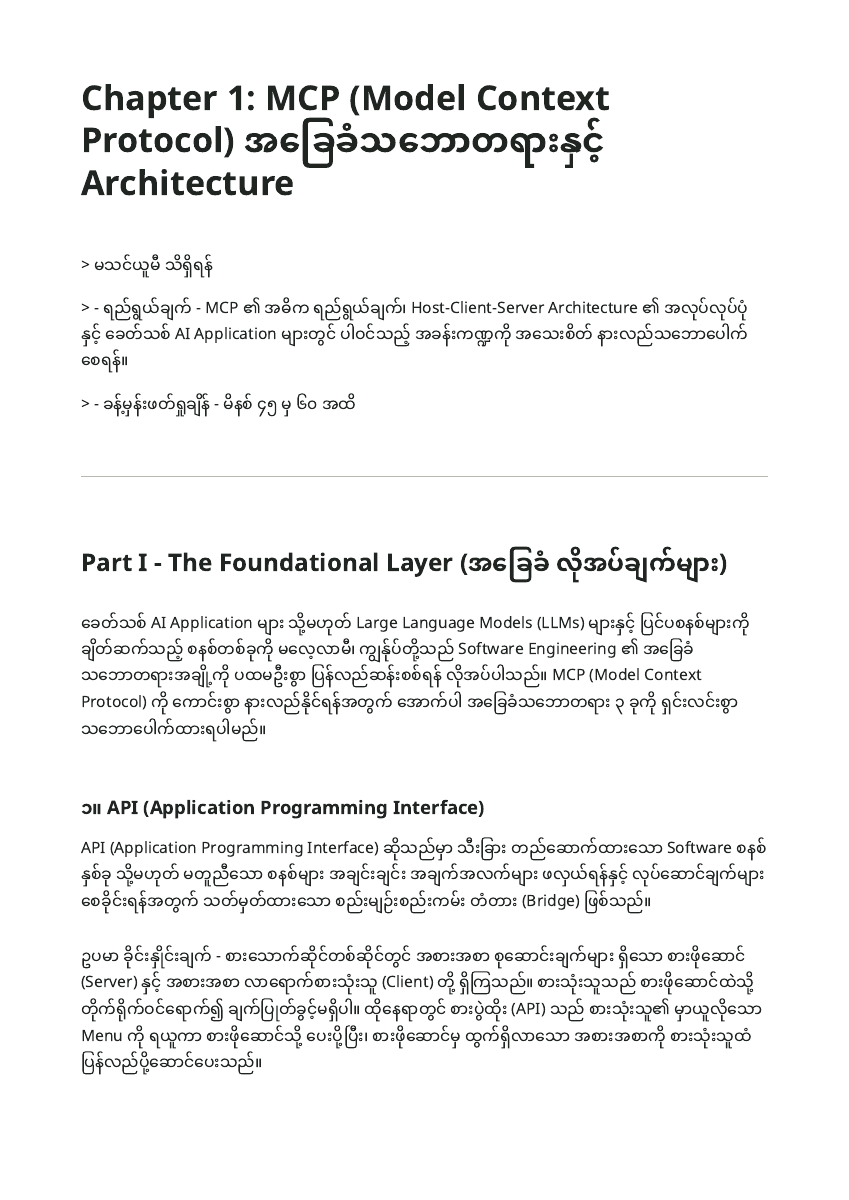 Chapter 1: MCP (Model Context
Protocol) အခြေခံသဘောတရားနှင့်
Architecture
> မသင်ယူမီ သိရှိရန်
> - ရည်ရွယ်ချက် - MCP ၏ အဓိက ရည်ရွယ်ချက်၊ Host-Client-Server Architecture ၏ အလုပ်လုပ်ပုံ
နှင့် ခေတ်သစ် AI Application များတွင် ပါဝင်သည့် အခန်းကဏ္ဍကို အသေးစိတ် နားလည်သဘောပေါက်
စေရန်။
> - ခန့်မှန်းဖတ်ရှုချိန် - မိနစ် ၄၅ မှ ၆၀ အထိ
Part I - The Foundational Layer (အခြေခံ လိုအပ်ချက်များ)
ခေတ်သစ် AI Application များ သို့မဟုတ် Large Language Models (LLMs) များနှင့် ပြင်ပစနစ်များကို
ချိတ်ဆက်သည့် စနစ်တစ်ခုကို မလေ့လာမီ၊ ကျွန်ုပ်တို့သည် Software Engineering ၏ အခြေခံ
သဘောတရားအချို့ကို ပထမဦးစွာ ပြန်လည်ဆန်းစစ်ရန် လိုအပ်ပါသည်။ MCP (Model Context
Protocol) ကို ကောင်းစွာ နားလည်နိုင်ရန်အတွက် အောက်ပါ အခြေခံသဘောတရား ၃ ခုကို ရှင်းလင်းစွာ
သဘောပေါက်ထားရပါမည်။
၁။ API (Application Programming Interface)
API (Application Programming Interface) ဆိုသည်မှာ သီးခြား တည်ဆောက်ထားသော Software စနစ်
နှစ်ခု သို့မဟုတ် မတူညီသော စနစ်များ အချင်းချင်း အချက်အလက်များ ဖလှယ်ရန်နှင့် လုပ်ဆောင်ချက်များ
စေခိုင်းရန်အတွက် သတ်မှတ်ထားသော စည်းမျဉ်းစည်းကမ်း တံတား (Bridge) ဖြစ်သည်။
ဥပမာ ခိုင်းနှိုင်းချက် - စားသောက်ဆိုင်တစ်ဆိုင်တွင် အစားအစာ စုဆောင်းချက်များ ရှိသော စားဖိုဆောင်
(Server) နှင့် အစားအစာ လာရောက်စားသုံးသူ (Client) တို့ ရှိကြသည်။ စားသုံးသူသည် စားဖိုဆောင်ထဲသို့
တိုက်ရိုက်ဝင်ရောက်၍ ချက်ပြုတ်ခွင့်မရှိပါ။ ထိုနေရာတွင် စားပွဲထိုး (API) သည် စားသုံးသူ၏ မှာယူလိုသော
Menu ကို ရယူကာ စားဖိုဆောင်သို့ ပေးပို့ပြီး၊ စားဖိုဆောင်မှ ထွက်ရှိလာသော အစားအစာကို စားသုံးသူထံ
ပြန်လည်ပို့ဆောင်ပေးသည်။